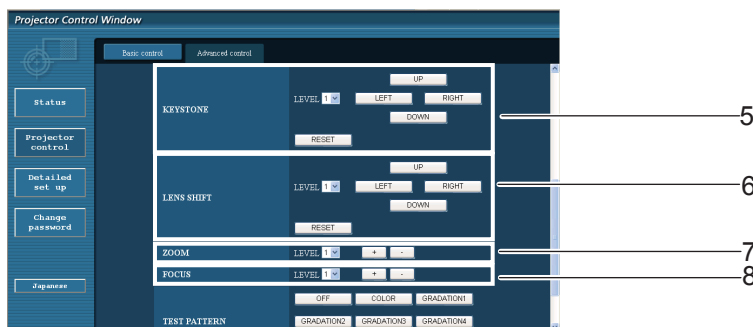 Projector Control Window
Basic control Advanced control
Status
Projector control
Detailed set up
Change password
Japanese
KEYSTONE LEVEL 1 UP LEFT RIGHT DOWN RESET 5
LENS SHIFT LEVEL 1 UP LEFT RIGHT DOWN RESET 6
ZOOM LEVEL 1 + - 7
FOCUS LEVEL 1 + - 8
TEST PATTERN OFF COLOR GRADATION1
GRADATION2 GRADATION3 GRADATION4